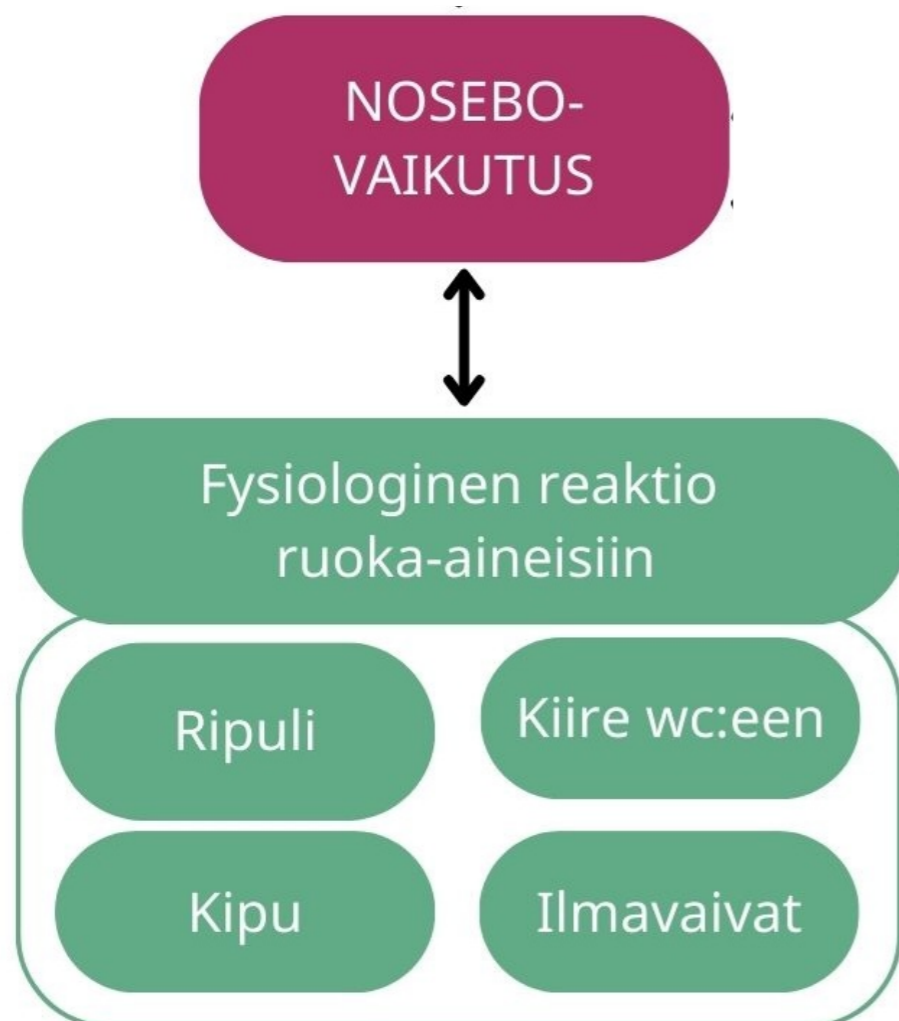 NOSEBO-
VAIKUTUS
Fysiologinen reaktio
ruoka-aineisiin
Ripuli
Kiire wc:een
Kipu
Ilmavaivat